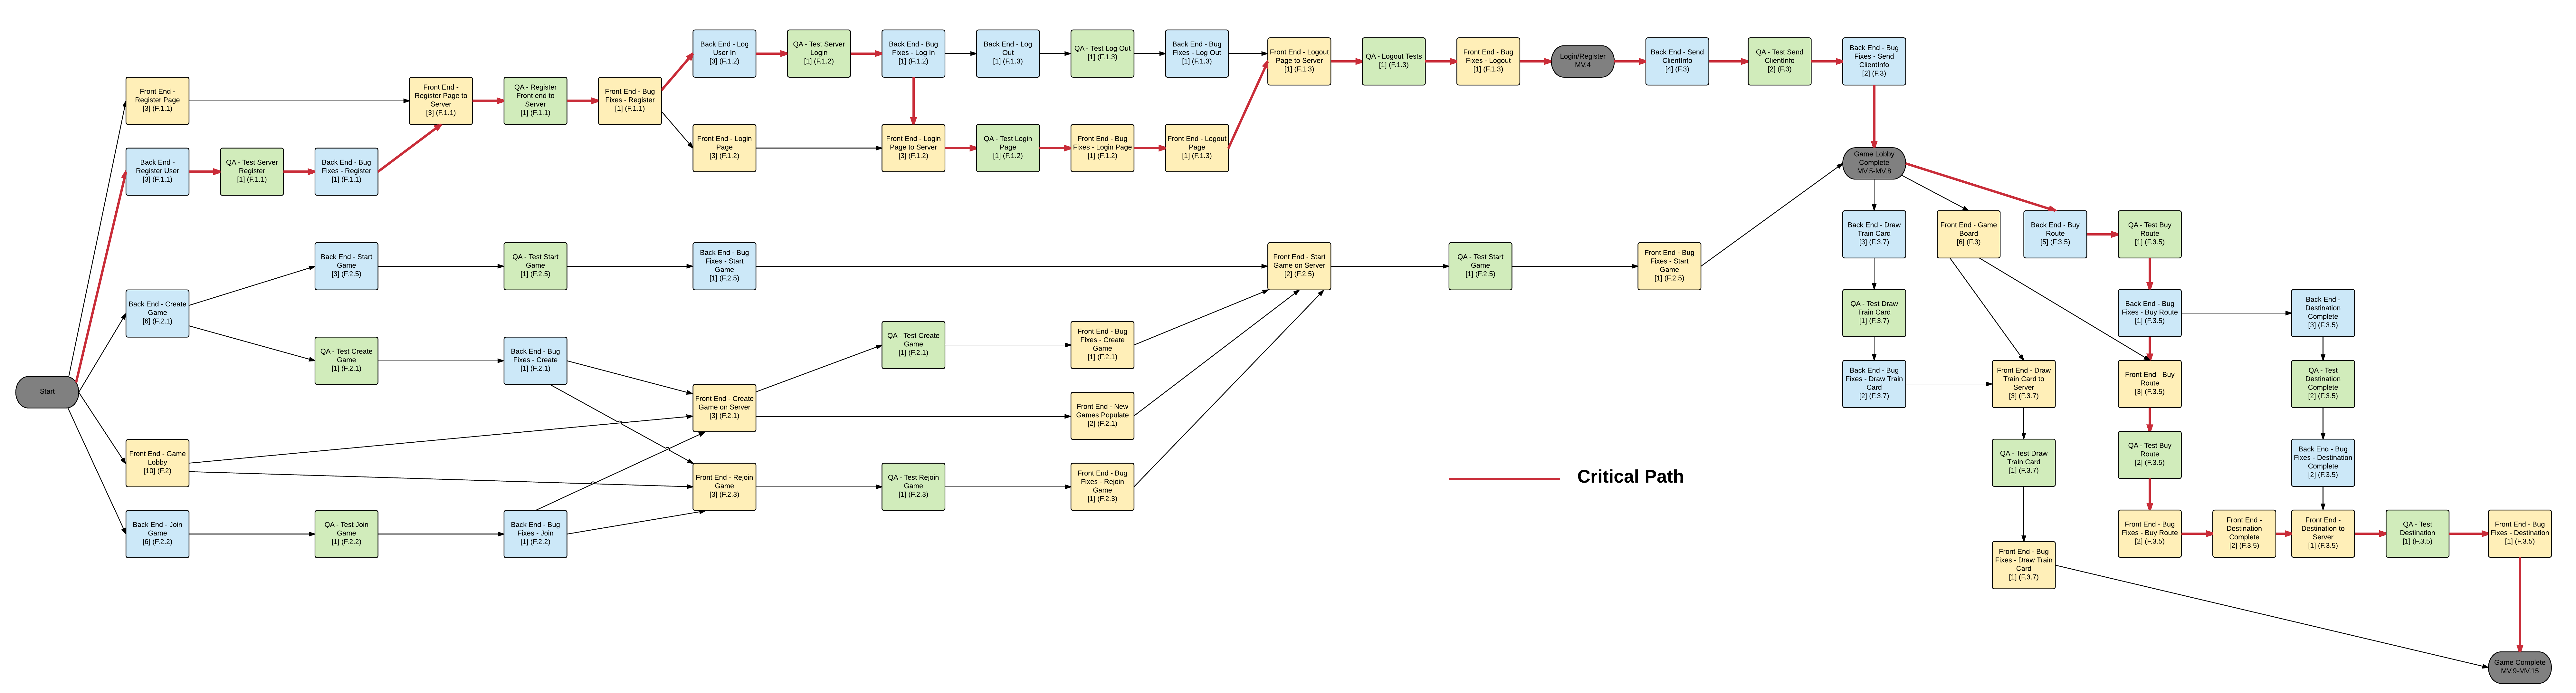 Back End - Log
User In
[3] (F.1.2)
QA - Test Server
Login
[1] (F.1.2)
Back End - Bug
Fixes - Log In
[1] (F.1.2)
Back End - Log
Out
[1] (F.1.3)
QA - Test Log Out
[1] (F.1.3)
Back End - Bug
Fixes - Log Out
[1] (F.1.3)
Front End - Logout
Page to Server
[1] (F.1.3)
QA - Logout Tests
[1] (F.1.3)
Front End - Bug
Fixes - Logout
[1] (F.1.3)
Login/Register
MV.4
Back End - Send
ClientInfo
[4] (F.3)
QA - Test Send
ClientInfo
[2] (F.3)
Back End - Bug
Fixes - Send
ClientInfo
[2] (F.3)
Front End -
Register Page
[3] (F.1.1)
Front End -
Register Page to
Server
[3] (F.1.1)
QA - Register
Front end to
Server
[1] (F.1.1)
Front End - Bug
Fixes - Register
[1] (F.1.1)
Front End - Login
Page
[3] (F.1.2)
Front End - Login
Page to Server
[3] (F.1.2)
QA - Test Login
Page
[1] (F.1.2)
Front End - Bug
Fixes - Login Page
[1] (F.1.2)
Front End - Logout
Page
[1] (F.1.3)
Back End -
Register User
[3] (F.1.1)
QA - Test Server
Register
[1] (F.1.1)
Back End - Bug
Fixes - Register
[1] (F.1.1)
Game Lobby
Complete
MV.5-MV.8
Back End - Draw
Train Card
[3] (F.3.7)
Front End - Game
Board
[6] (F.3)
Back End - Buy
Route
[5] (F.3.5)
QA - Test Buy
Route
[1] (F.3.5)
Back End - Start
Game
[3] (F.2.5)
QA - Test Start
Game
[1] (F.2.5)
Back End - Bug
Fixes - Start
Game
[1] (F.2.5)
Front End - Start
Game on Server
[2] (F.2.5)
QA - Test Start
Game
[1] (F.2.5)
Front End - Bug
Fixes - Start
Game
[1] (F.2.5)
Back End - Create
Game
[6] (F.2.1)
QA - Test Draw
Train Card
[1] (F.3.7)
Back End - Bug
Fixes - Buy Route
[1] (F.3.5)
Back End -
Destination
Complete
[3] (F.3.5)
QA - Test Create
Game
[1] (F.2.1)
Back End - Bug
Fixes - Create
[1] (F.2.1)
QA - Test Create
Game
[1] (F.2.1)
Front End - Bug
Fixes - Create
Game
[1] (F.2.1)
Start
Front End - Create
Game on Server
[3] (F.2.1)
Front End - New
Games Populate
[2] (F.2.1)
Back End - Bug
Fixes - Draw Train
Card
[2] (F.3.7)
Front End - Draw
Train Card to
Server
[3] (F.3.7)
Front End - Buy
Route
[3] (F.3.5)
QA - Test
Destination
Complete
[2] (F.3.5)
Front End - Game
Lobby
[10] (F.2)
Front End - Rejoin
Game
[3] (F.2.3)
QA - Test Rejoin
Game
[1] (F.2.3)
Front End - Bug
Fixes - Rejoin
Game
[1] (F.2.3)
Critical Path
QA - Test Draw
Train Card
[1] (F.3.7)
QA - Test Buy
Route
[2] (F.3.5)
Back End - Bug
Fixes - Destination
Complete
[2] (F.3.5)
Back End - Join
Game
[6] (F.2.2)
QA - Test Join
Game
[1] (F.2.2)
Back End - Bug
Fixes - Join
[1] (F.2.2)
Front End - Bug
Fixes - Draw Train
Card
[1] (F.3.7)
Front End - Bug
Fixes - Buy Route
[2] (F.3.5)
Front End -
Destination
Complete
[2] (F.3.5)
Front End -
Destination to
Server
[1] (F.3.5)
QA - Test
Destination
[1] (F.3.5)
Front End - Bug
Fixes - Destination
[1] (F.3.5)
Game Complete
MV.9-MV.15